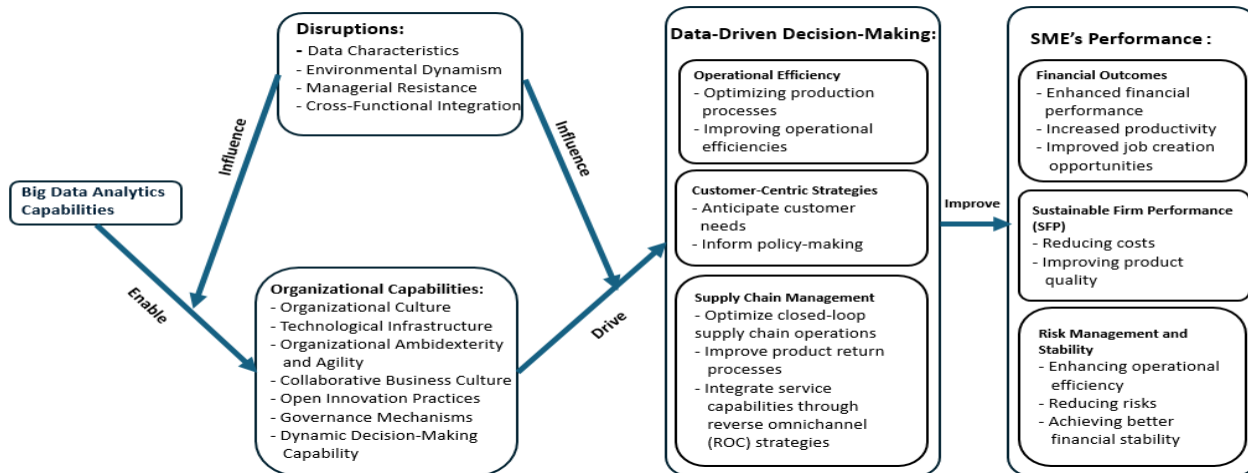 Big Data Analytics
Capabilities
Enable
Influence
Disruptions:
- Data Characteristics
- Environmental Dynamism
- Managerial Resistance
- Cross-Functional Integration
Influence
Organizational Capabilities:
- Organizational Culture
- Technological Infrastructure
- Organizational Ambidexterity
and Agility
- Collaborative Business Culture
- Open Innovation Practices
- Governance Mechanisms
- Dynamic Decision-Making
Capability
Drive
Data-Driven Decision-Making:
Operational Efficiency
- Optimizing production
processes
- Improving operational
efficiencies
Customer-Centric Strategies
- Anticipate customer
needs
- Inform policy-making
Supply Chain Management
- Optimize closed-loop
supply chain operations
- Improve product return
processes
- Integrate service
capabilities through
reverse omnichannel
(ROC) strategies
Improve
SME's Performance :
Financial Outcomes
- Enhanced financial
performance
- Increased productivity
- Improved job creation
opportunities
Sustainable Firm Performance
(SFP)
- Reducing costs
- Improving product
quality
Risk Management and
Stability
- Enhancing operational
efficiency
- Reducing risks
- Achieving better
financial stability